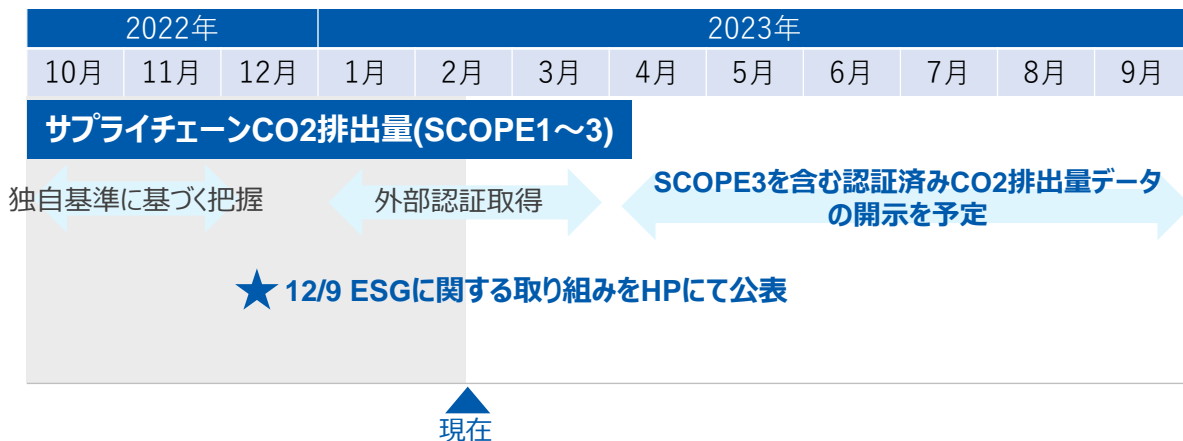 2022年 2023年
10月 11月 12月 1月 2月 3月 4月 5月 6月 7月 8月 9月
サプライチェーンCO2排出量(SCOPE1～3)
独自基準に基づく把握 外部認証取得 SCOPE3を含む認証済みCO2排出量データ
の開示を予定
★ 12/9 ESGに関する取り組みをHPにて公表
現在